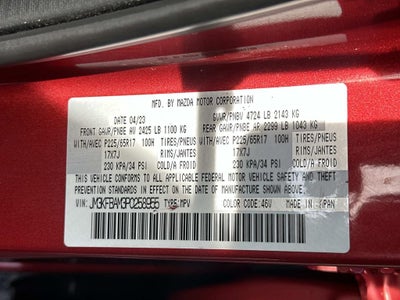 MFD. BY MAZDA MOTOR CORPORATION
DATE 04/23 GVWR/PNBV 4724 LB 2143 KG
FRONT GAWR/PNBE AV 2425 LB 1100 KG REAR GAWR/PNBE AR 2299 LB 1043 KG
WITH/AVEC P225/65R17 100H TIRES/PNEUS WITH/AVEC P225/65R17 100H TIRES/PNEUS
17X7J RIMS/JANTES 17X7J RIMS/JANTES
230 KPA/34 PSI COLD/A FROID 230 KPA/34 PSI COLD/A FROID
THIS VEHICLE CONFORMS TO ALL APPLICABLE FEDERAL MOTOR VEHICLE SAFETY AND THEFT
PREVENTION STANDARDS IN EFFECT ON THE DATE OF MANUFACTURE SHOWN ABOVE.
VIN: TYPE:MPV COLOR CODE:46V MADE IN JAPAN